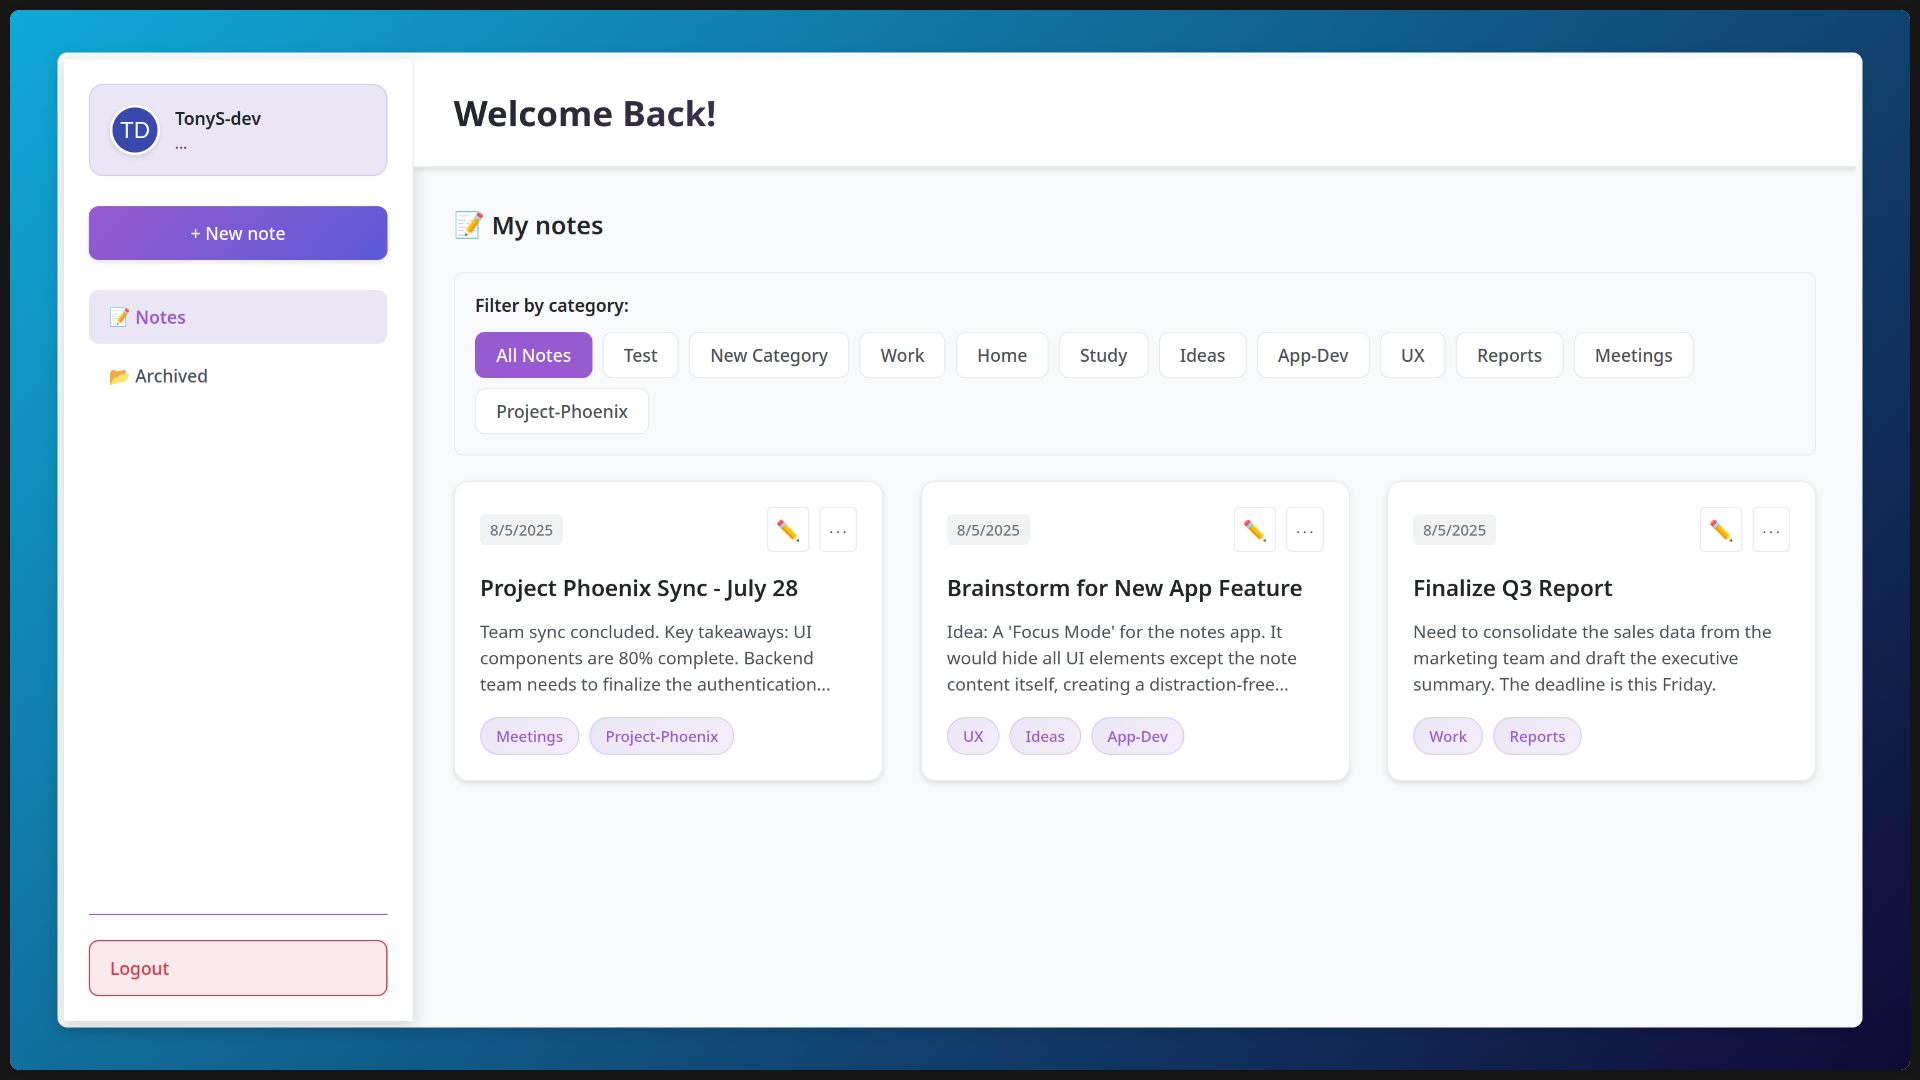 TD
TonyS-dev
...
+ New note
📝 Notes
📂 Archived
Logout
Welcome Back!
📝 My notes
Filter by category:
All Notes
Test
New Category
Work
Home
Study
Ideas
App-Dev
UX
Reports
Meetings
Project-Phoenix
8/5/2025
✏️
...
Project Phoenix Sync - July 28
Team sync concluded. Key takeaways: UI
components are 80% complete. Backend
team needs to finalize the authentication...
Meetings
Project-Phoenix
8/5/2025
✏️
...
Brainstorm for New App Feature
Idea: A 'Focus Mode' for the notes app. It
would hide all UI elements except the note
content itself, creating a distraction-free...
UX
Ideas
App-Dev
8/5/2025
✏️
...
Finalize Q3 Report
Need to consolidate the sales data from the
marketing team and draft the executive
summary. The deadline is this Friday.
Work
Reports